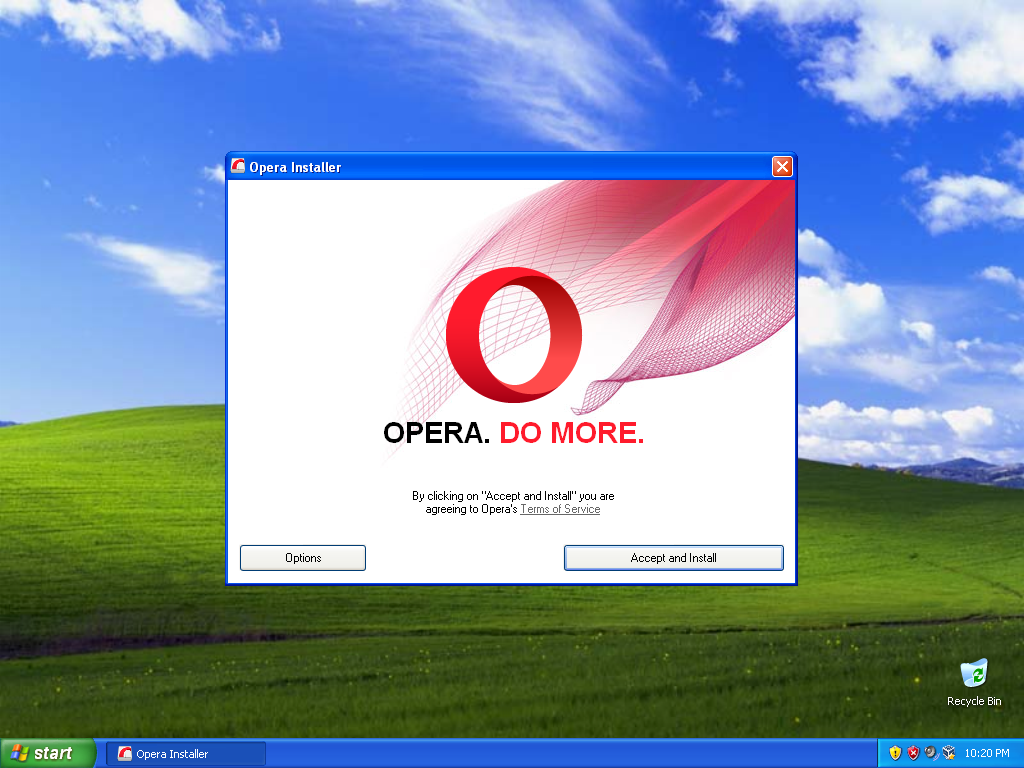 Opera Installer
OPERA. DO MORE.
By clicking on "Accept and Install" you are
agreeing to Opera's Terms of Service
Options
Accept and Install
Recycle Bin
start
Opera Installer
10:20 PM